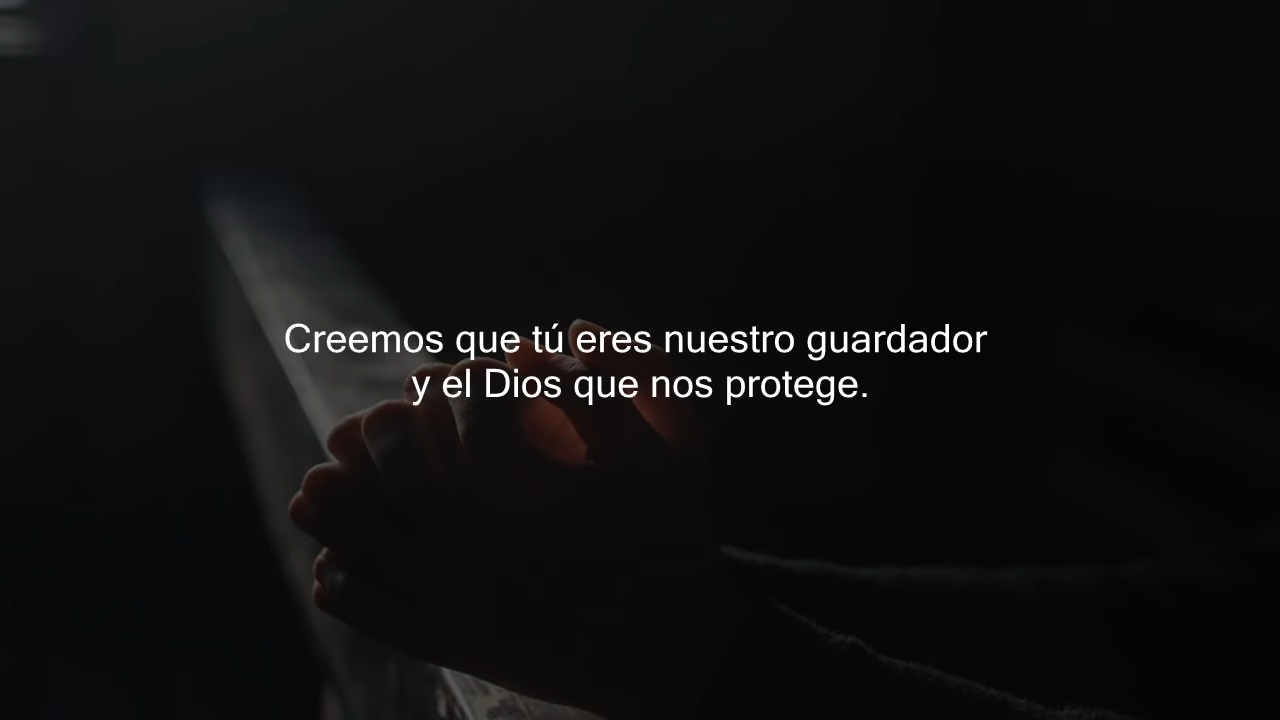 Creemos que tú eres nuestro guardador
y el Dios que nos protege.